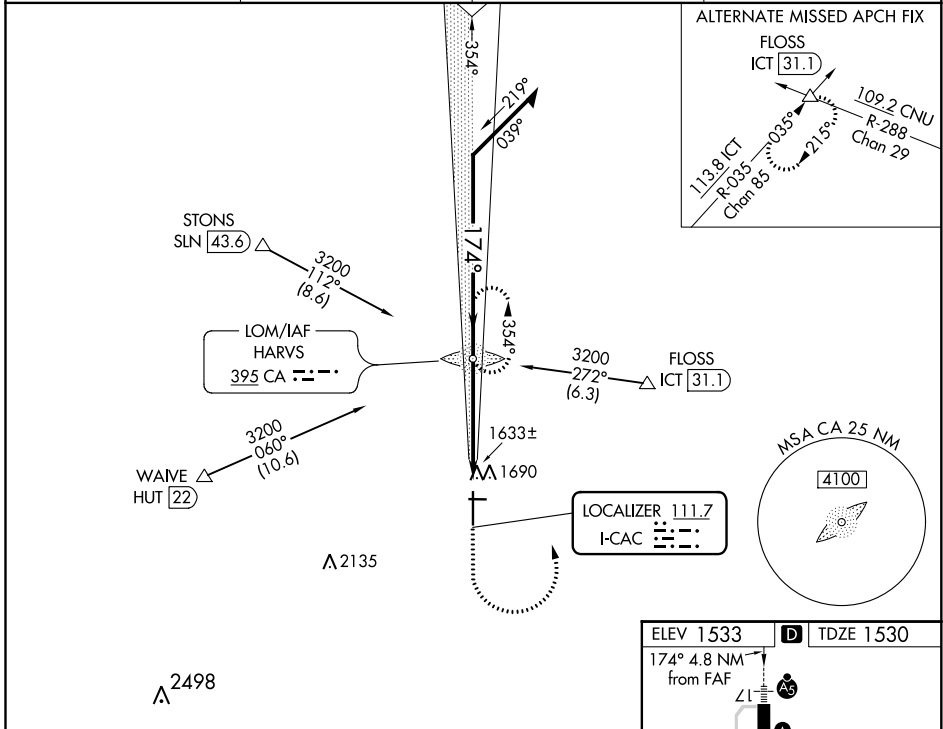 ALTERNATE MISSED APCH FIX
FLOSS
ICT 31.1
109.2 CNU
R-288
Chan 29
035°
215°
113.8 ICT
R-035
Chan 85
354°
219°
039°
174°
STONS
SLN 43.6
3200
112°
(8.6)
LOM/IAF
HARVS
395 CA
354°
3200
272°
(6.3)
FLOSS
ICT 31.1
3200
060°
(10.6)
WAIVE
HUT 22
1633±
1690
LOCALIZER 111.7
I-CAC
MSA CA 25 NM
4100
2135
2498
ELEV 1533
D
TDZE 1530
174° 4.8 NM
from FAF
17
A5